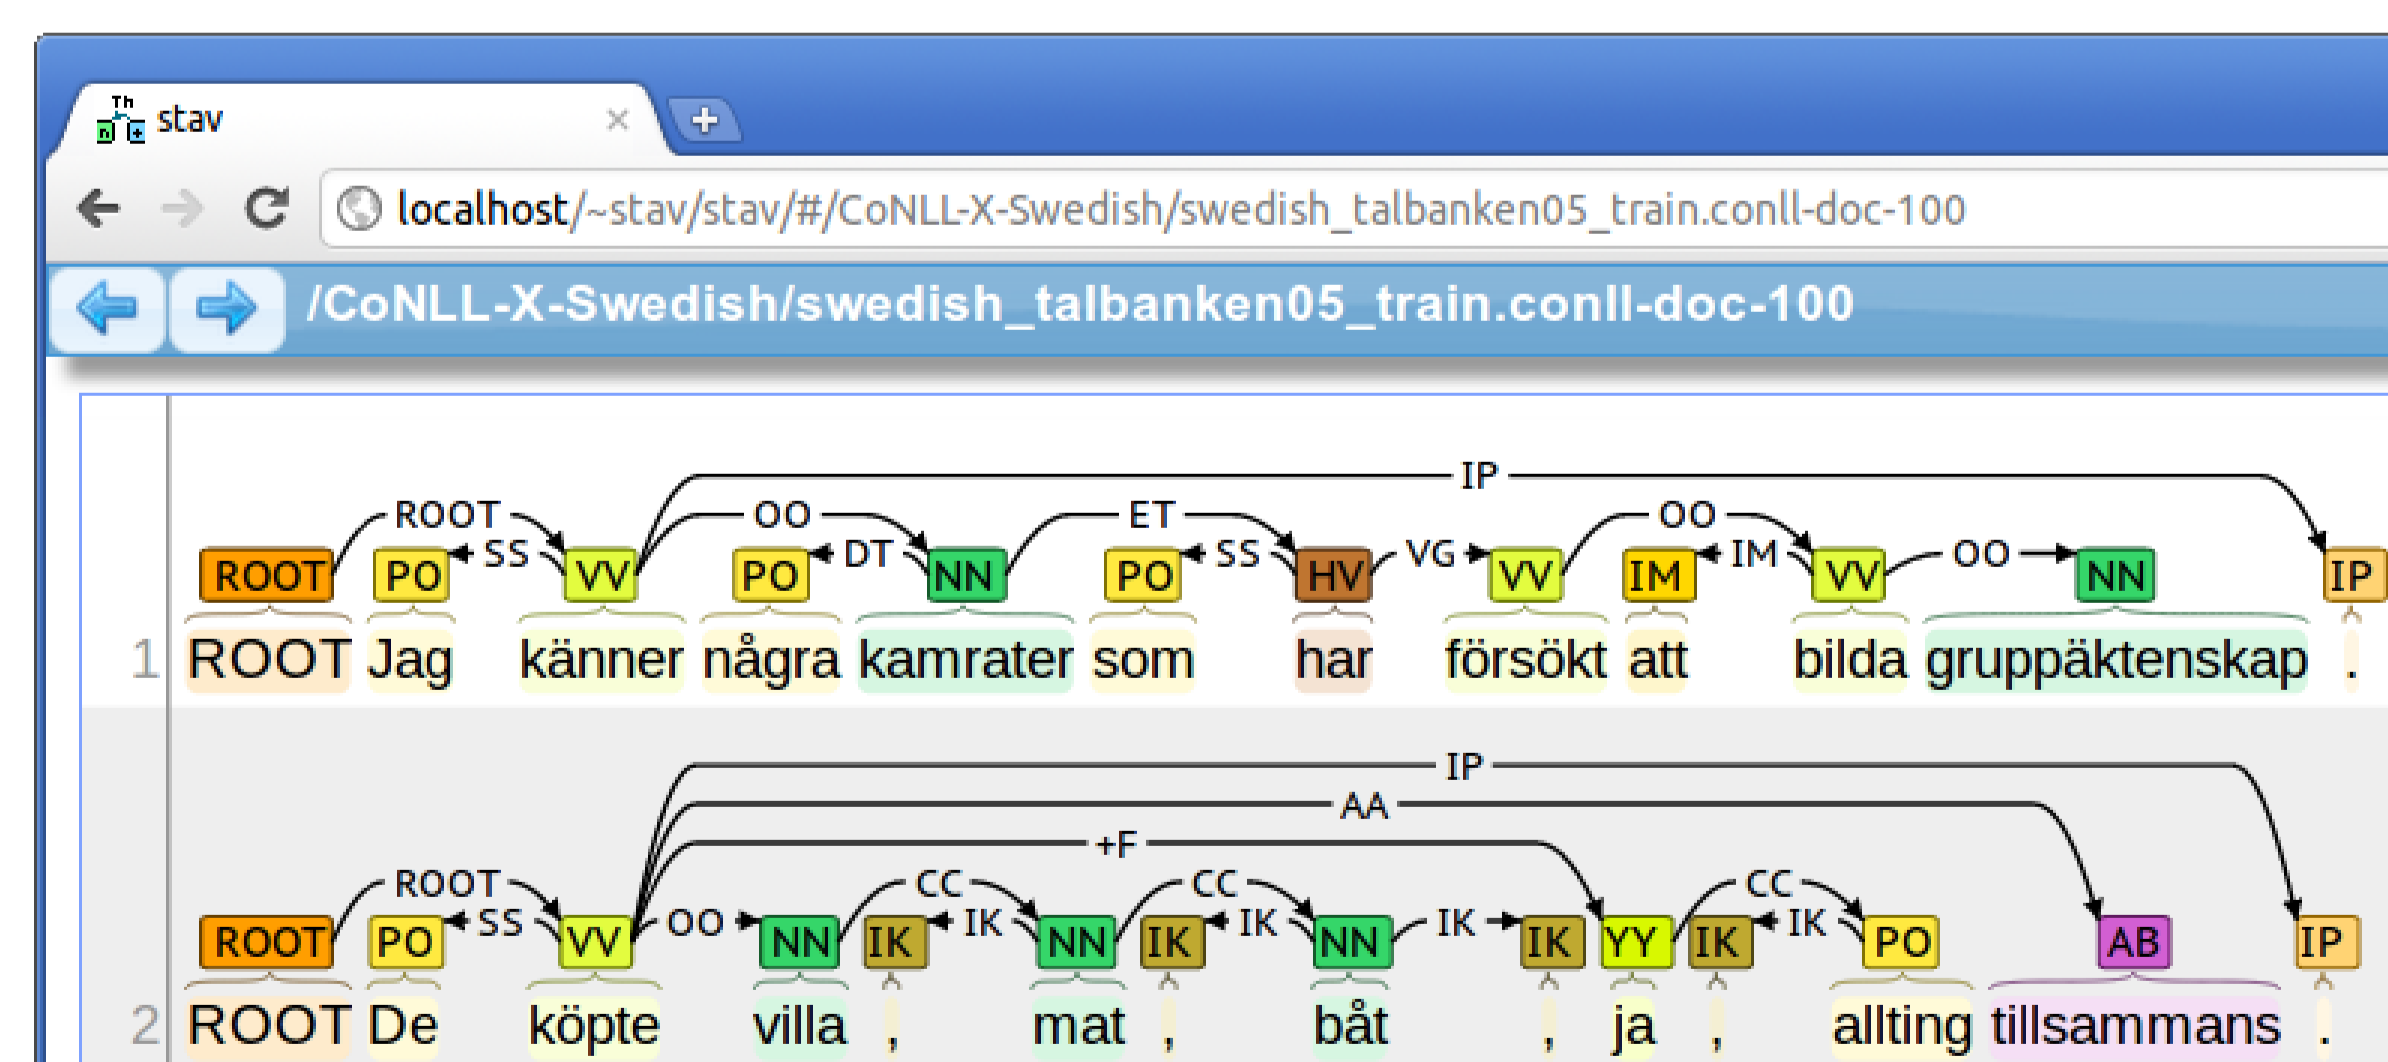 stav
localhost/~stav/stav/#/CoNLL-X-Swedish/swedish_talbanken05_train.conll-doc-100
/CoNLL-X-Swedish/swedish_talbanken05_train.conll-doc-100
IP
ROOT OO ET OO
SS DT SS VG IM OO
ROOT PO VV PO NN PO HV VV IM VV NN IP
1 ROOT Jag känner några kamrater som har försökt att bilda gruppäktenskap .
IP
AA
+F
ROOT CC CC CC
SS OO IK IK IK IK
ROOT PO VV NN IK NN IK NN IK YY IK PO AB IP
2 ROOT De köpte villa , mat , båt , ja , allting tillsammans .